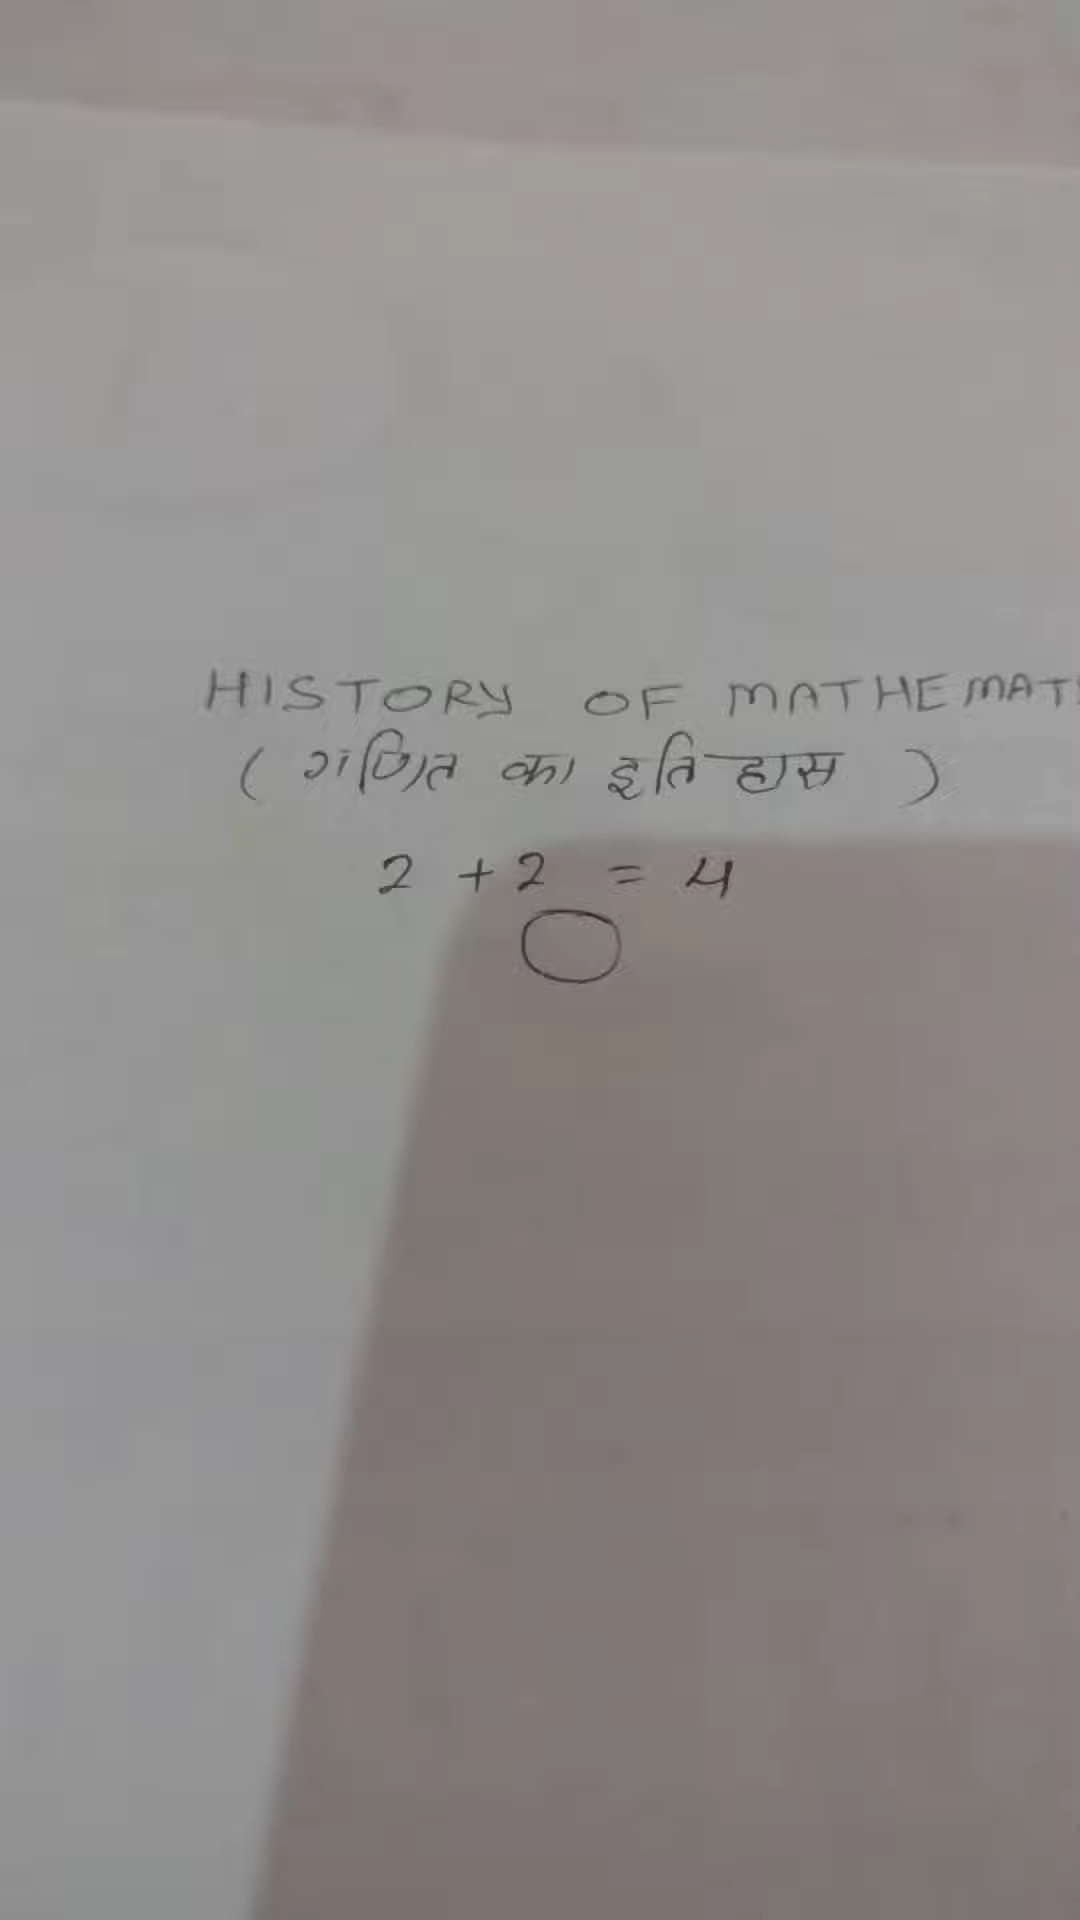 HISTORY OF MATHEMAT
( गणित का इतिहास )
2 + 2 = 4